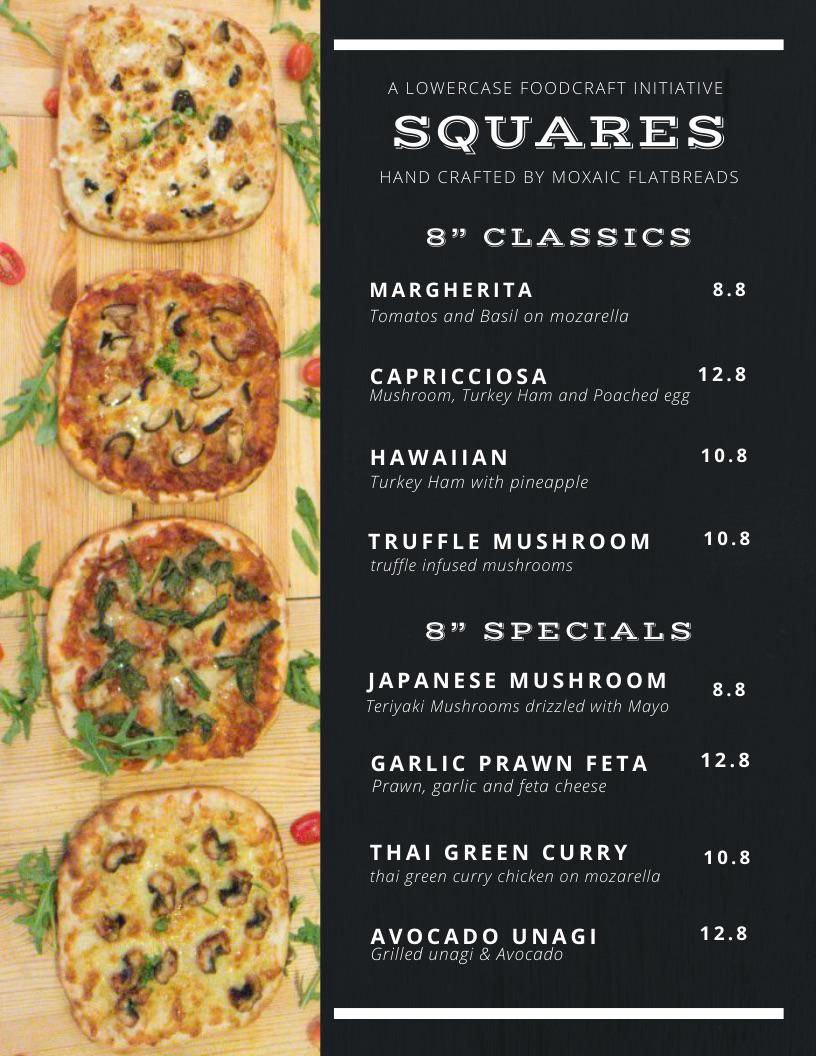 A LOWERCASE FOODCRAFT INITIATIVE
SQUARES
HAND CRAFTED BY MOXAIC FLATBREADS
8” CLASSICS
MARGHERITA 8.8
Tomatos and Basil on mozarella
CAPRICCIOSA 12.8
Mushroom, Turkey Ham and Poached egg
HAWAIIAN 10.8
Turkey Ham with pineapple
TRUFFLE MUSHROOM 10.8
truffle infused mushrooms
8” SPECIALS
JAPANESE MUSHROOM 8.8
Teriyaki Mushrooms drizzled with Mayo
GARLIC PRAWN FETA 12.8
Prawn, garlic and feta cheese
THAI GREEN CURRY 10.8
thai green curry chicken on mozarella
AVOCADO UNAGI 12.8
Grilled unagi & Avocado